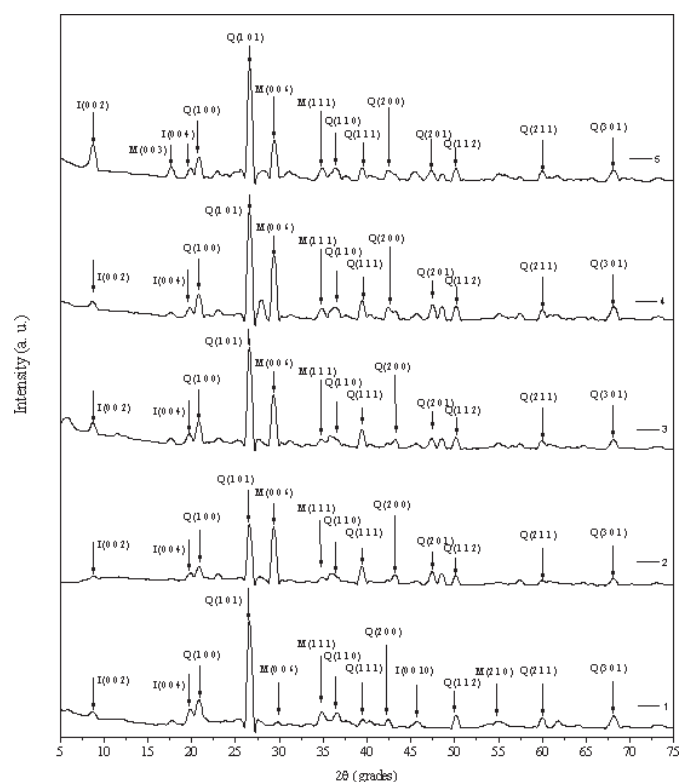 Q(101)
I(002) M(003) I(004) Q(100) M(006) M(111) Q(110) Q(111) Q(200) Q(201) Q(112) Q(211) Q(301) 5
Q(101)
I(002) I(004) Q(100) M(006) M(111) Q(110) Q(111) Q(200) Q(201) Q(112) Q(211) Q(301) 4
Q(101)
I(002) I(004) Q(100) M(006) M(111) Q(110) Q(111) Q(200) Q(201) Q(112) Q(211) Q(301) 3
Q(101)
I(002) I(004) Q(100) M(006) M(111) Q(110) Q(111) Q(200) Q(201) Q(112) Q(211) Q(301) 2
Q(101)
I(002) I(004) Q(100) M(006) M(111) Q(110) Q(111) Q(200) I(0010) Q(112) M(210) Q(211) Q(301) 1
5 10 15 20 25 30 35 40 45 50 55 60 65 70 75
2θ (grades)
Intensity (a. u.)